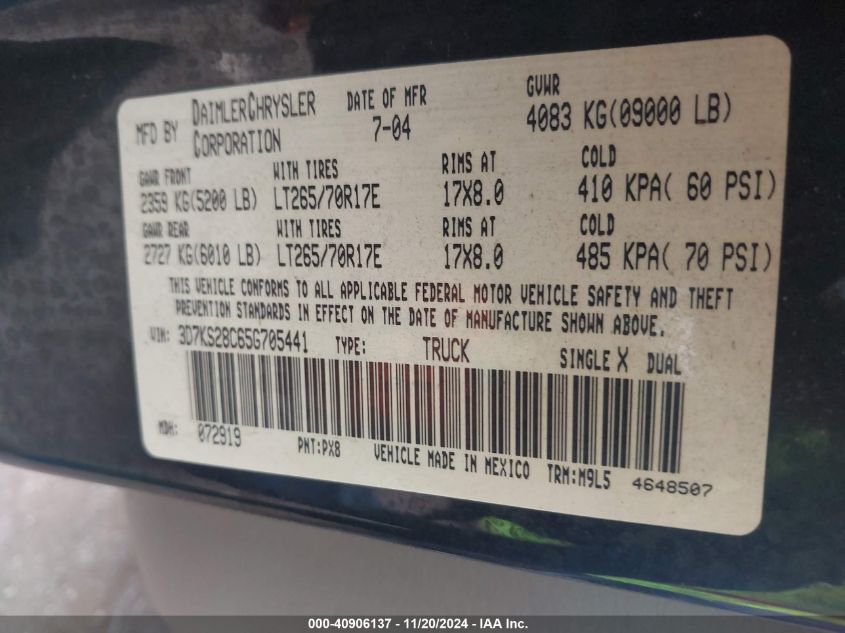 MFD BY DAIMLERCHRYSLER CORPORATION DATE OF MFR 7-04 GVWR 4083 KG(09000 LB)
GAWR FRONT WITH TIRES RIMS AT COLD
2359 KG(5200 LB) LT265/70R17E 17X8.0 410 KPA( 60 PSI)
GAWR REAR WITH TIRES RIMS AT COLD
2727 KG(6010 LB) LT265/70R17E 17X8.0 485 KPA( 70 PSI)
THIS VEHICLE CONFORMS TO ALL APPLICABLE FEDERAL MOTOR VEHICLE SAFETY AND THEFT
PREVENTION STANDARDS IN EFFECT ON THE DATE OF MANUFACTURE SHOWN ABOVE.
VIN: 3D7KS28C65G705441 TYPE: TRUCK SINGLE X DUAL
MDH: 072919 PNT:PX8 VEHICLE MADE IN MEXICO TRM:M9L5 4648507
000-40906137 - 11/20/2024 - IAA Inc.